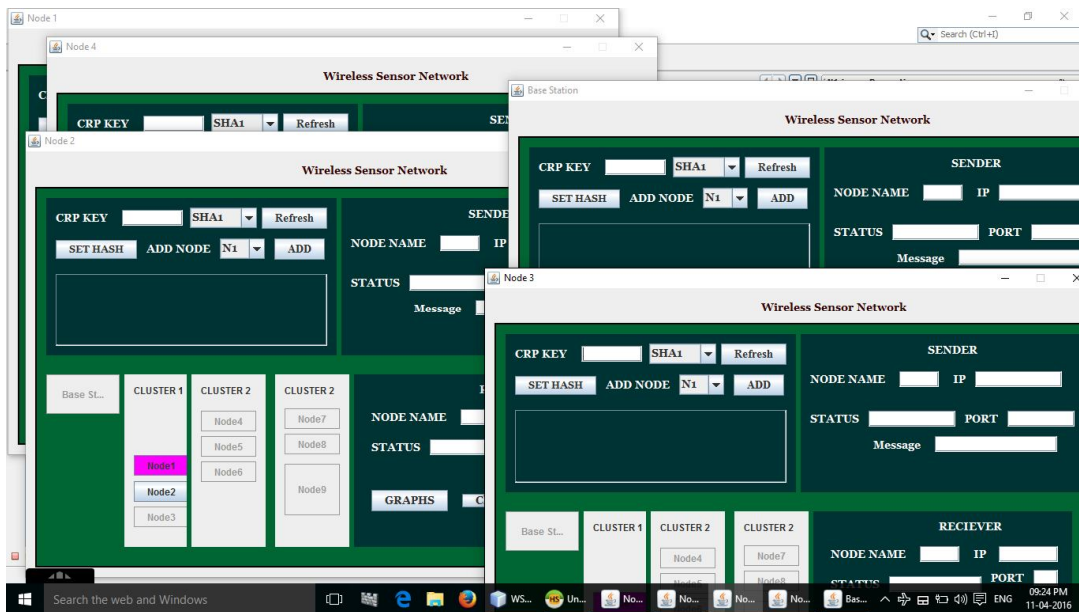 Node 1
Search (Ctrl+I)
Node 4
Wireless Sensor Network
CRP KEY SHA1 Refresh
Base Station
Wireless Sensor Network
CRP KEY SHA1 Refresh
SET HASH ADD NODE N1 ADD
SENDER
NODE NAME IP
STATUS PORT
Message
Node 2
Wireless Sensor Network
CRP KEY SHA1 Refresh
SET HASH ADD NODE N1 ADD
NODE NAME IP
STATUS
Message
Base St...
CLUSTER 1 CLUSTER 2 CLUSTER 2
Node4 Node7
Node5 Node8
Node6
Node1
Node2 Node9
Node3
NODE NAME
STATUS
GRAPHS
Node 3
Wireless Sensor Network
CRP KEY SHA1 Refresh
SET HASH ADD NODE N1 ADD
SENDER
NODE NAME IP
STATUS PORT
Message
Base St...
CLUSTER 1 CLUSTER 2 CLUSTER 2
Node4 Node7
RECIEVER
NODE NAME IP
PORT
Search the web and Windows
WS... Un... No... No... No... No... Bas...
09:24 PM
11-04-2016